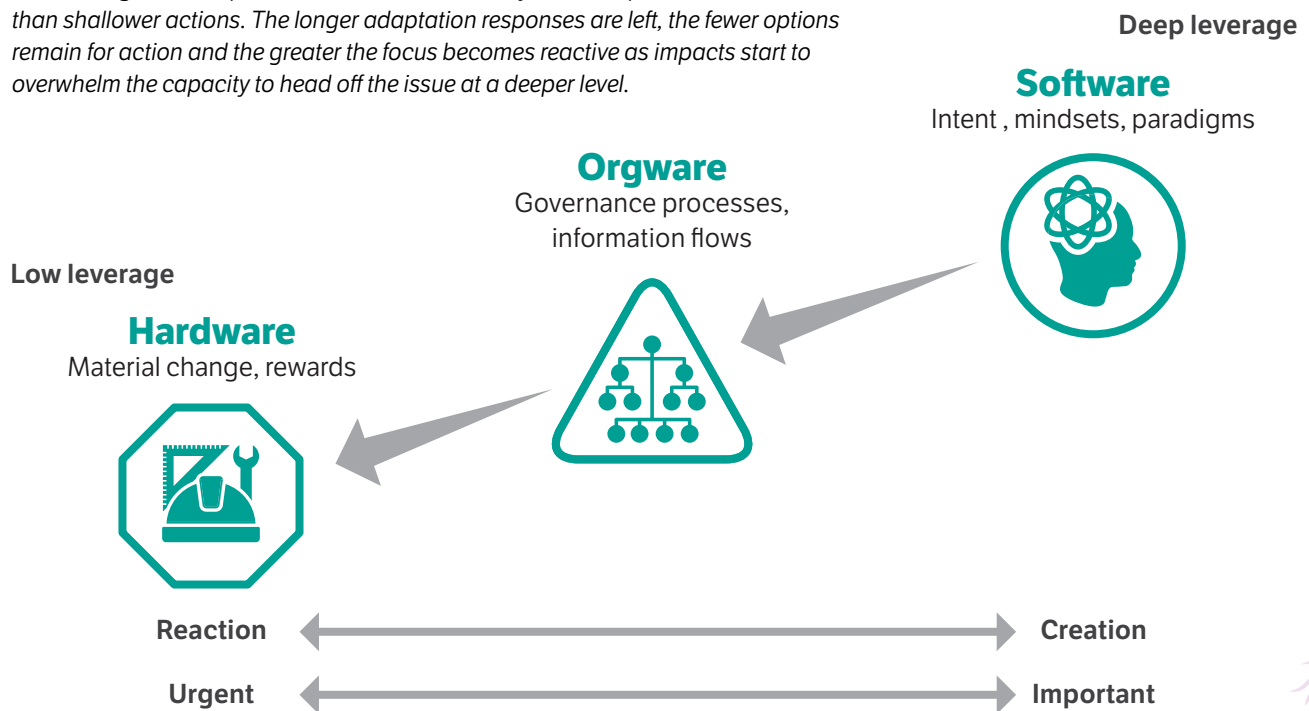 than shallower actions. The longer adaptation responses are left, the fewer options
remain for action and the greater the focus becomes reactive as impacts start to
overwhelm the capacity to head off the issue at a deeper level.
Deep leverage
Software
Intent , mindsets, paradigms
Orgware
Governance processes,
information flows
Low leverage
Hardware
Material change, rewards
Reaction
Creation
Urgent
Important